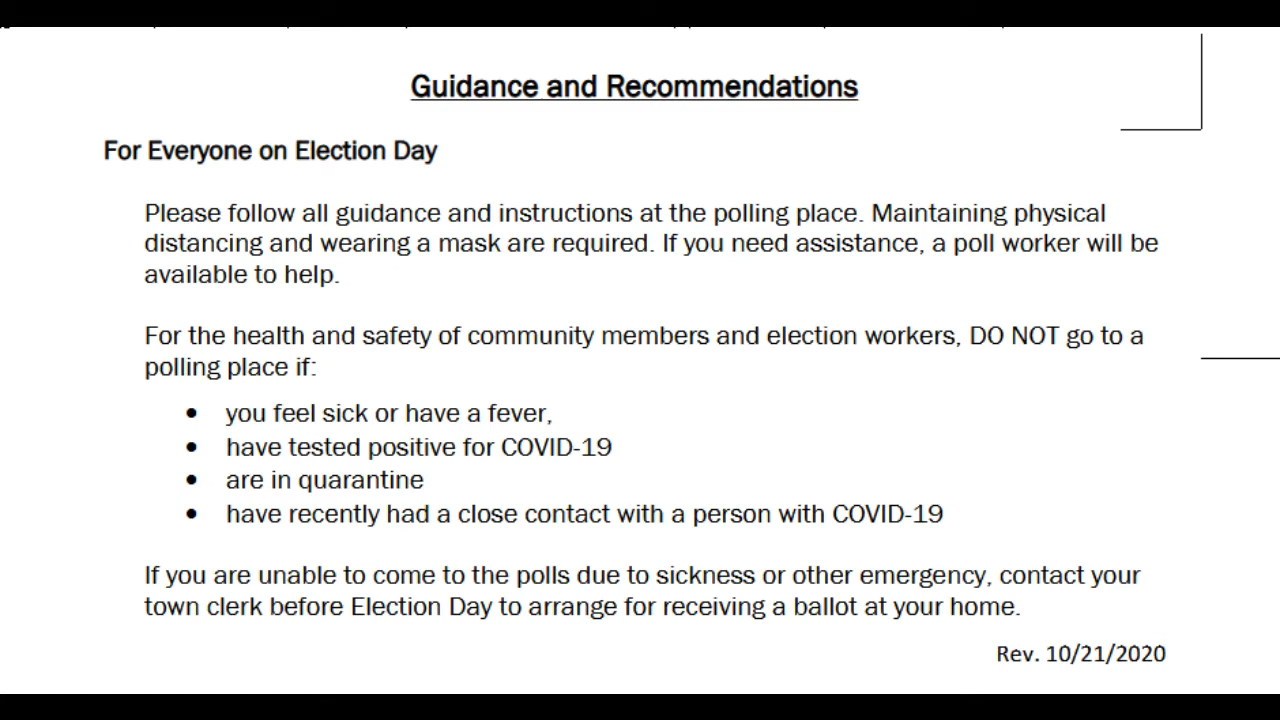 Guidance and Recommendations
For Everyone on Election Day
Please follow all guidance and instructions at the polling place. Maintaining physical
distancing and wearing a mask are required. If you need assistance, a poll worker will be
available to help.
For the health and safety of community members and election workers, DO NOT go to a
polling place if:
• you feel sick or have a fever,
• have tested positive for COVID-19
• are in quarantine
• have recently had a close contact with a person with COVID-19
If you are unable to come to the polls due to sickness or other emergency, contact your
town clerk before Election Day to arrange for receiving a ballot at your home.
Rev. 10/21/2020